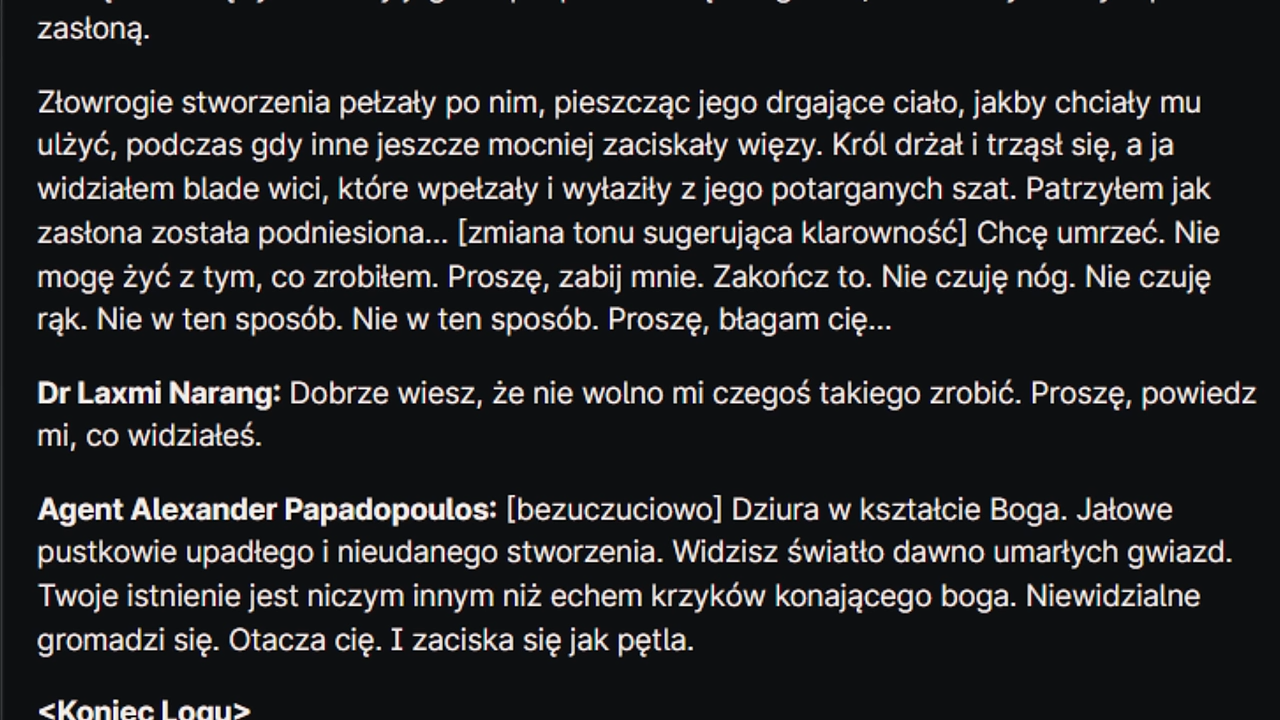 zasłoną.
Złowrogie stworzenia pełzały po nim, pieszcząc jego drgające ciało, jakby chciały mu
ulżyć, podczas gdy inne jeszcze mocniej zaciskały więzy. Król drżał i trząsł się, a ja
widziałem blade wici, które wpełzały i wyłaziły z jego potarganych szat. Patrzyłem jak
zasłona została podniesiona... [zmiana tonu sugerująca klarowność] Chcę umrzeć. Nie
mogę żyć z tym, co zrobiłem. Proszę, zabij mnie. Zakończ to. Nie czuję nóg. Nie czuję
rąk. Nie w ten sposób. Nie w ten sposób. Proszę, błagam cię...
Dr Laxmi Narang: Dobrze wiesz, że nie wolno mi czegoś takiego zrobić. Proszę, powiedz
mi, co widziałeś.
Agent Alexander Papadopoulos: [bezuczuciowo] Dziura w kształcie Boga. Jałowe
pustkowie upadłego i nieudanego stworzenia. Widzisz światło dawno umarłych gwiazd.
Twoje istnienie jest niczym innym niż echem krzyków konającego boga. Niewidzialne
gromadzi się. Otacza cię. I zaciska się jak pętla.
<Koniec Logu>